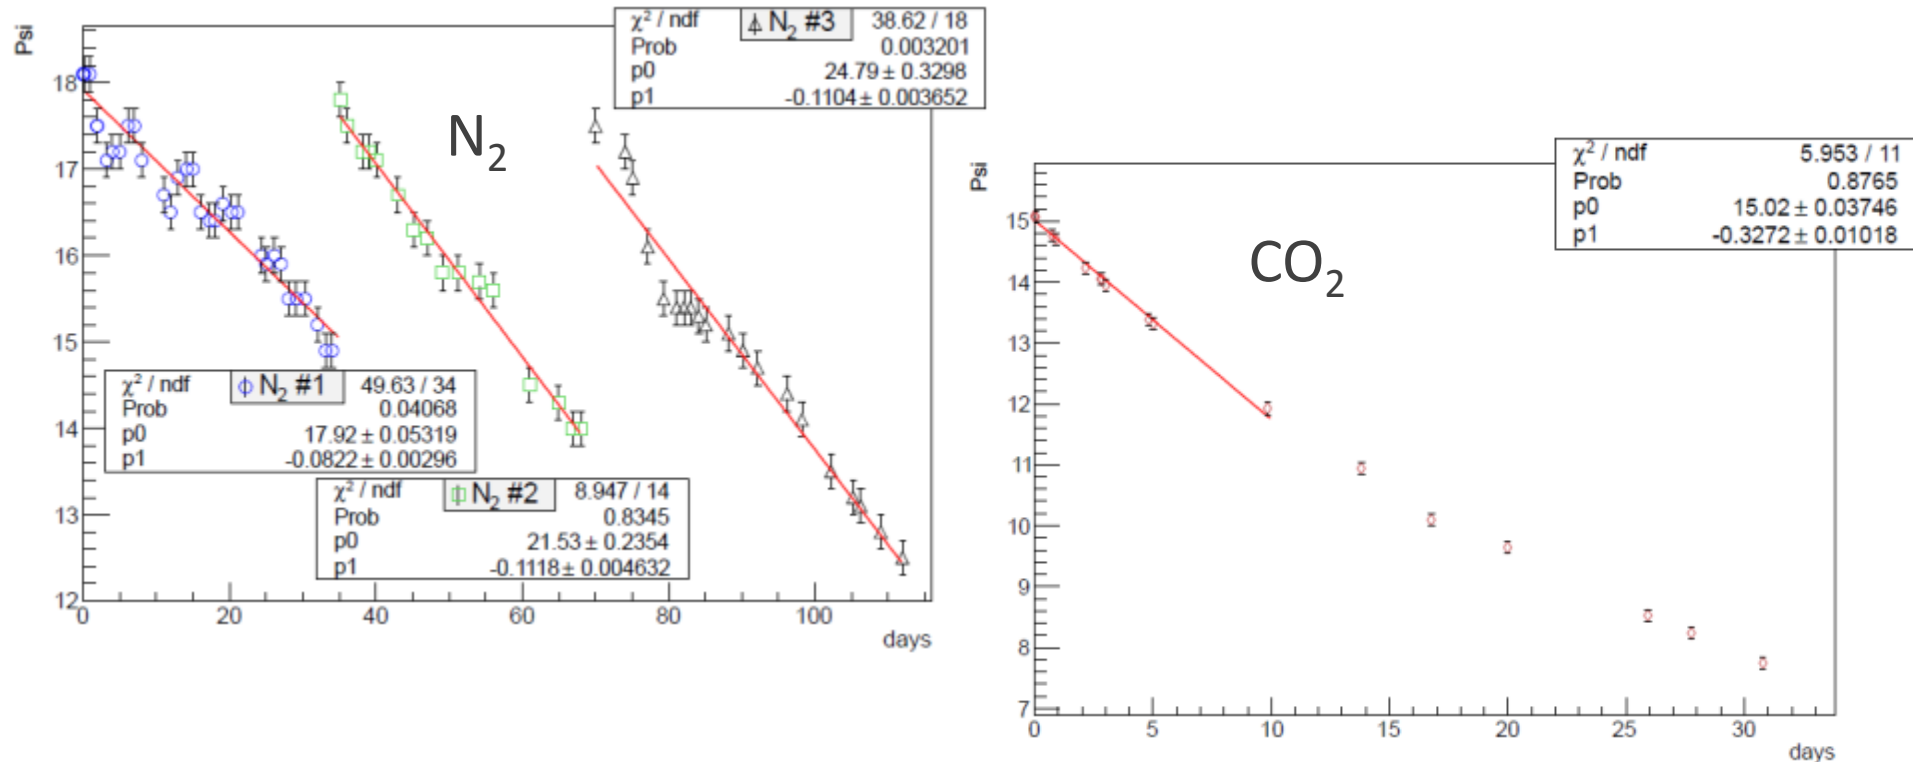 Psi
18
17
16
15
14
13
12
0
20
40
60
80
100
days
N₂
χ² / ndf N₂ #3 38.62 / 18
Prob 0.003201
p0 24.79 ± 0.3298
p1 -0.1104 ± 0.003652
χ² / ndf N₂ #1 49.63 / 34
Prob 0.04068
p0 17.92 ± 0.05319
p1 -0.0822 ± 0.00296
χ² / ndf N₂ #2 8.947 / 14
Prob 0.8345
p0 21.53 ± 0.2354
p1 -0.1118 ± 0.004632
Psi
15
14
13
12
11
10
9
8
7
0
5
10
15
20
25
30
days
CO₂
χ² / ndf 5.953 / 11
Prob 0.8765
p0 15.02 ± 0.03746
p1 -0.3272 ± 0.01018